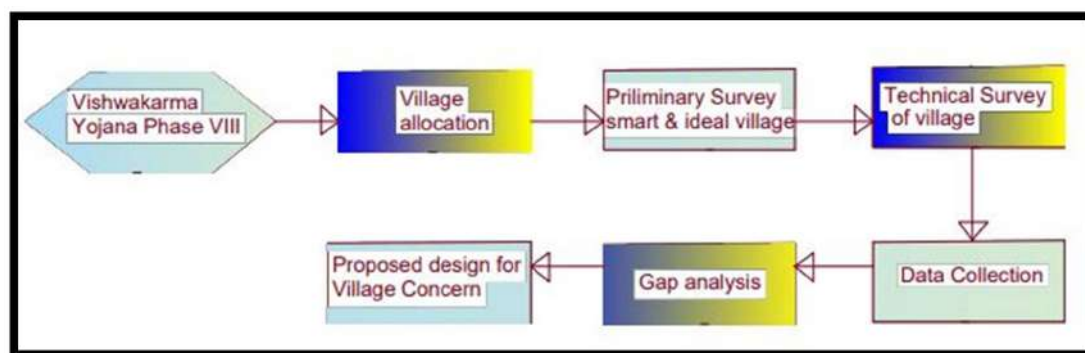 Vishwakarma
Yojana Phase VIII
Village
allocation
Priliminary Survey
smart & ideal village
Technical Survey
of village
Data Collection
Gap analysis
Proposed design for
Village Concern